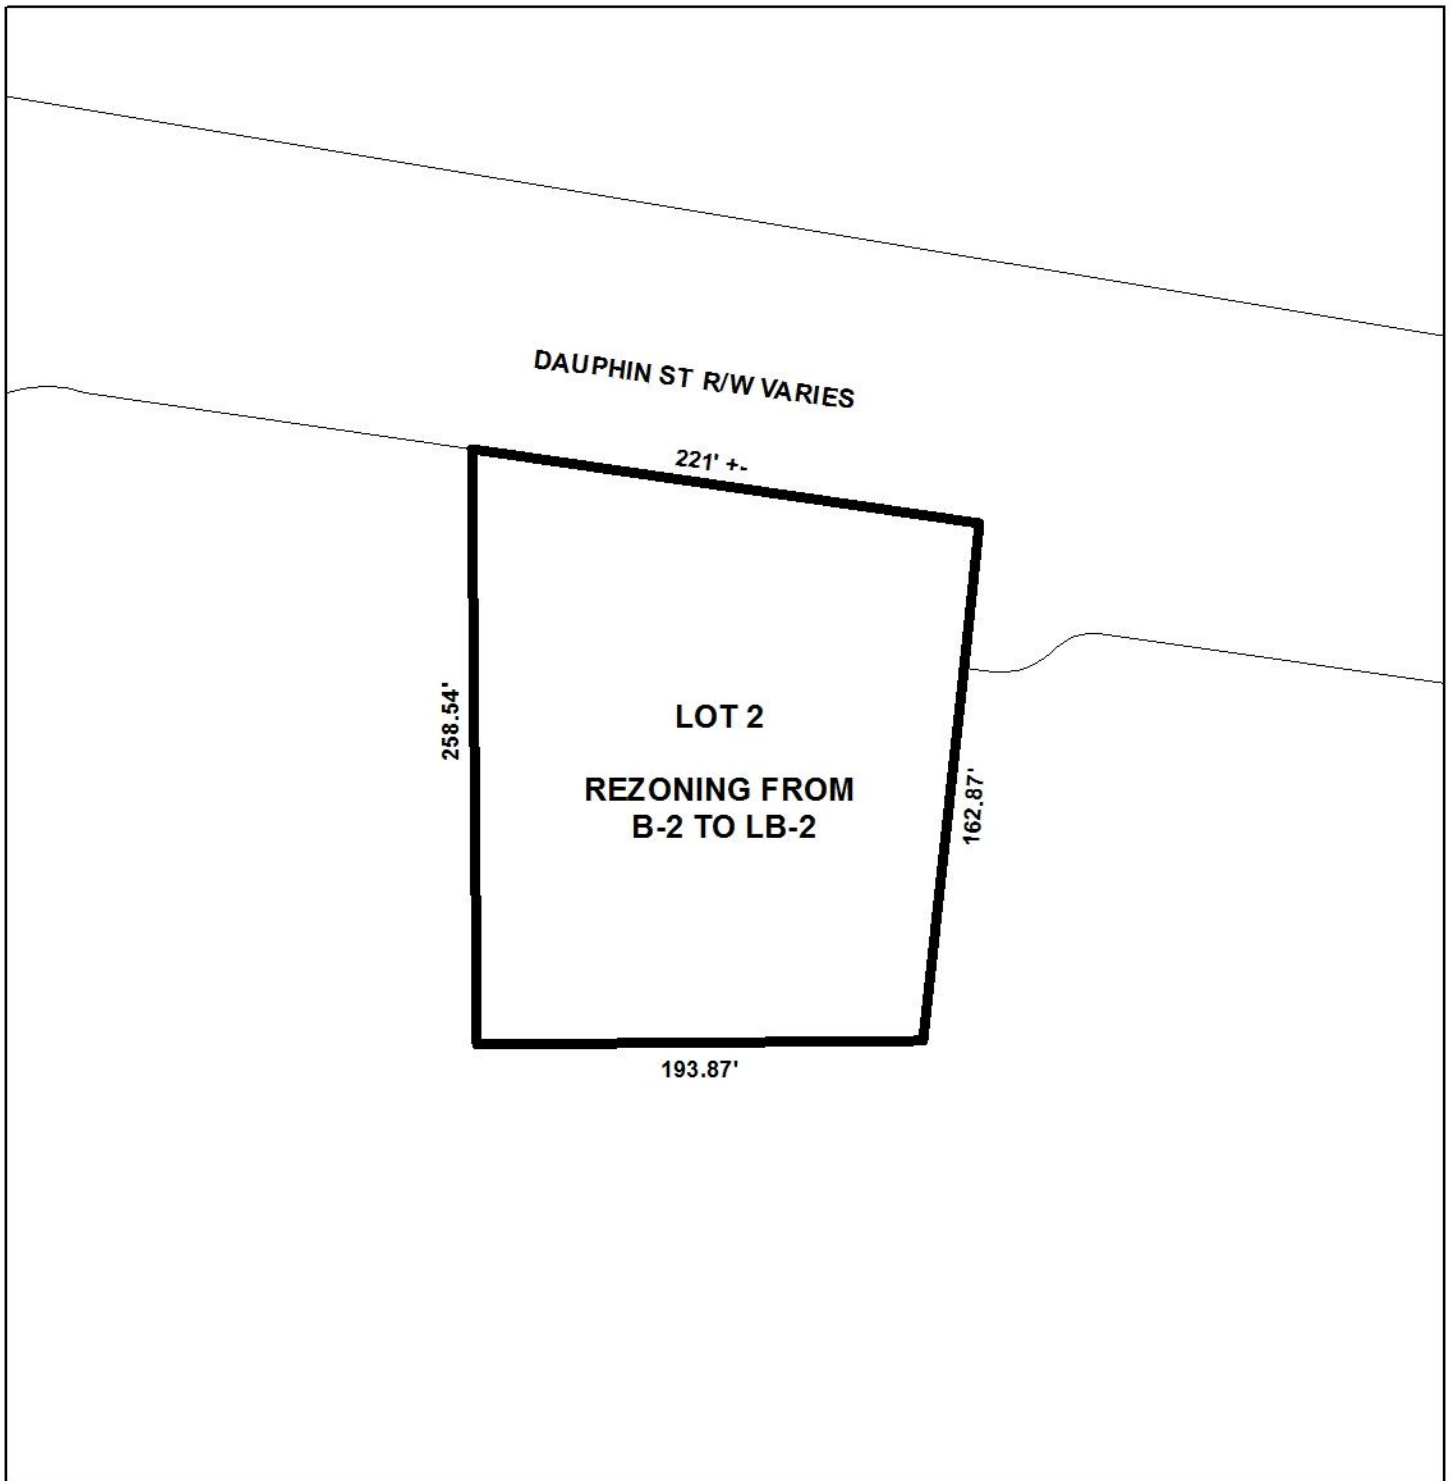 DAUPHIN ST R/W VARIES
221' +-
258.54'
LOT 2
REZONING FROM
B-2 TO LB-2
162.87'
193.87'